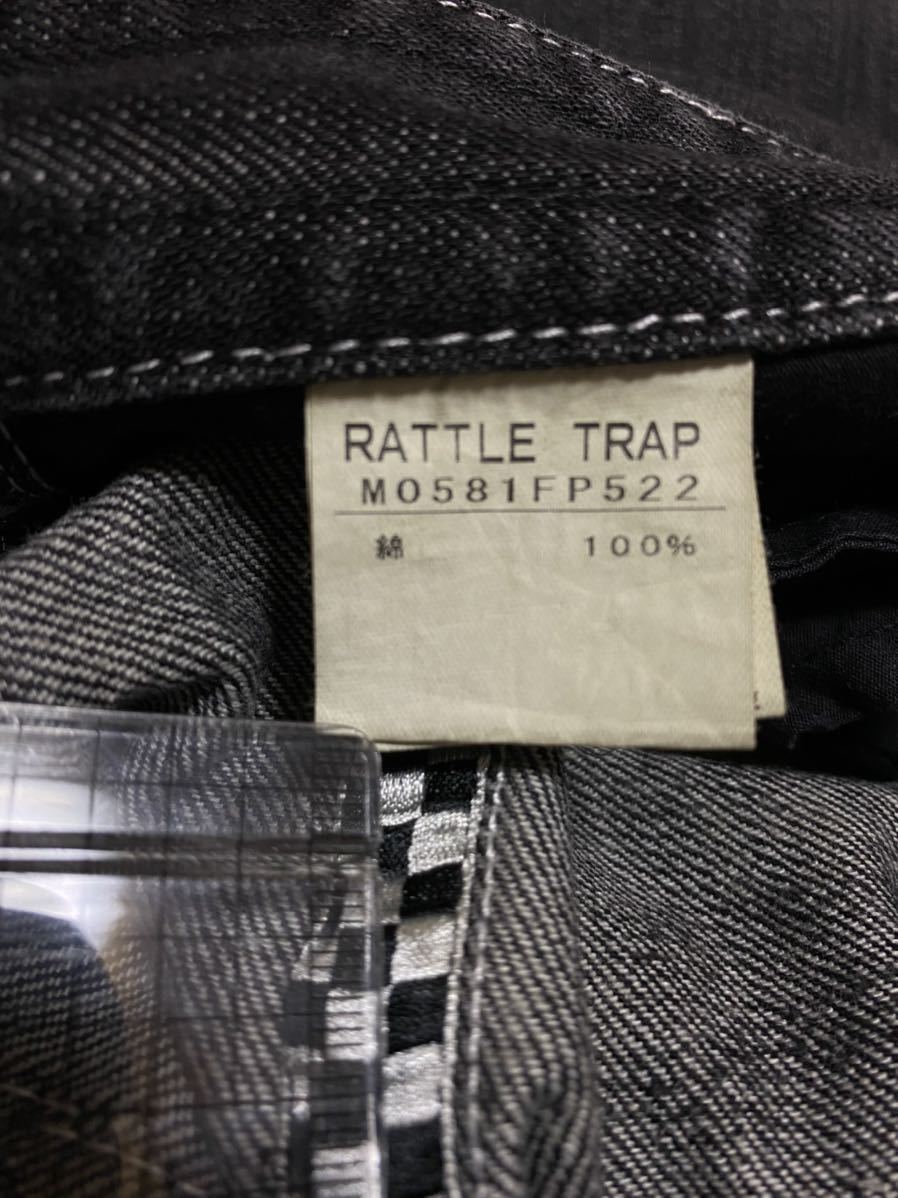 RATTLE TRAP
M0581FP522
綿 100%